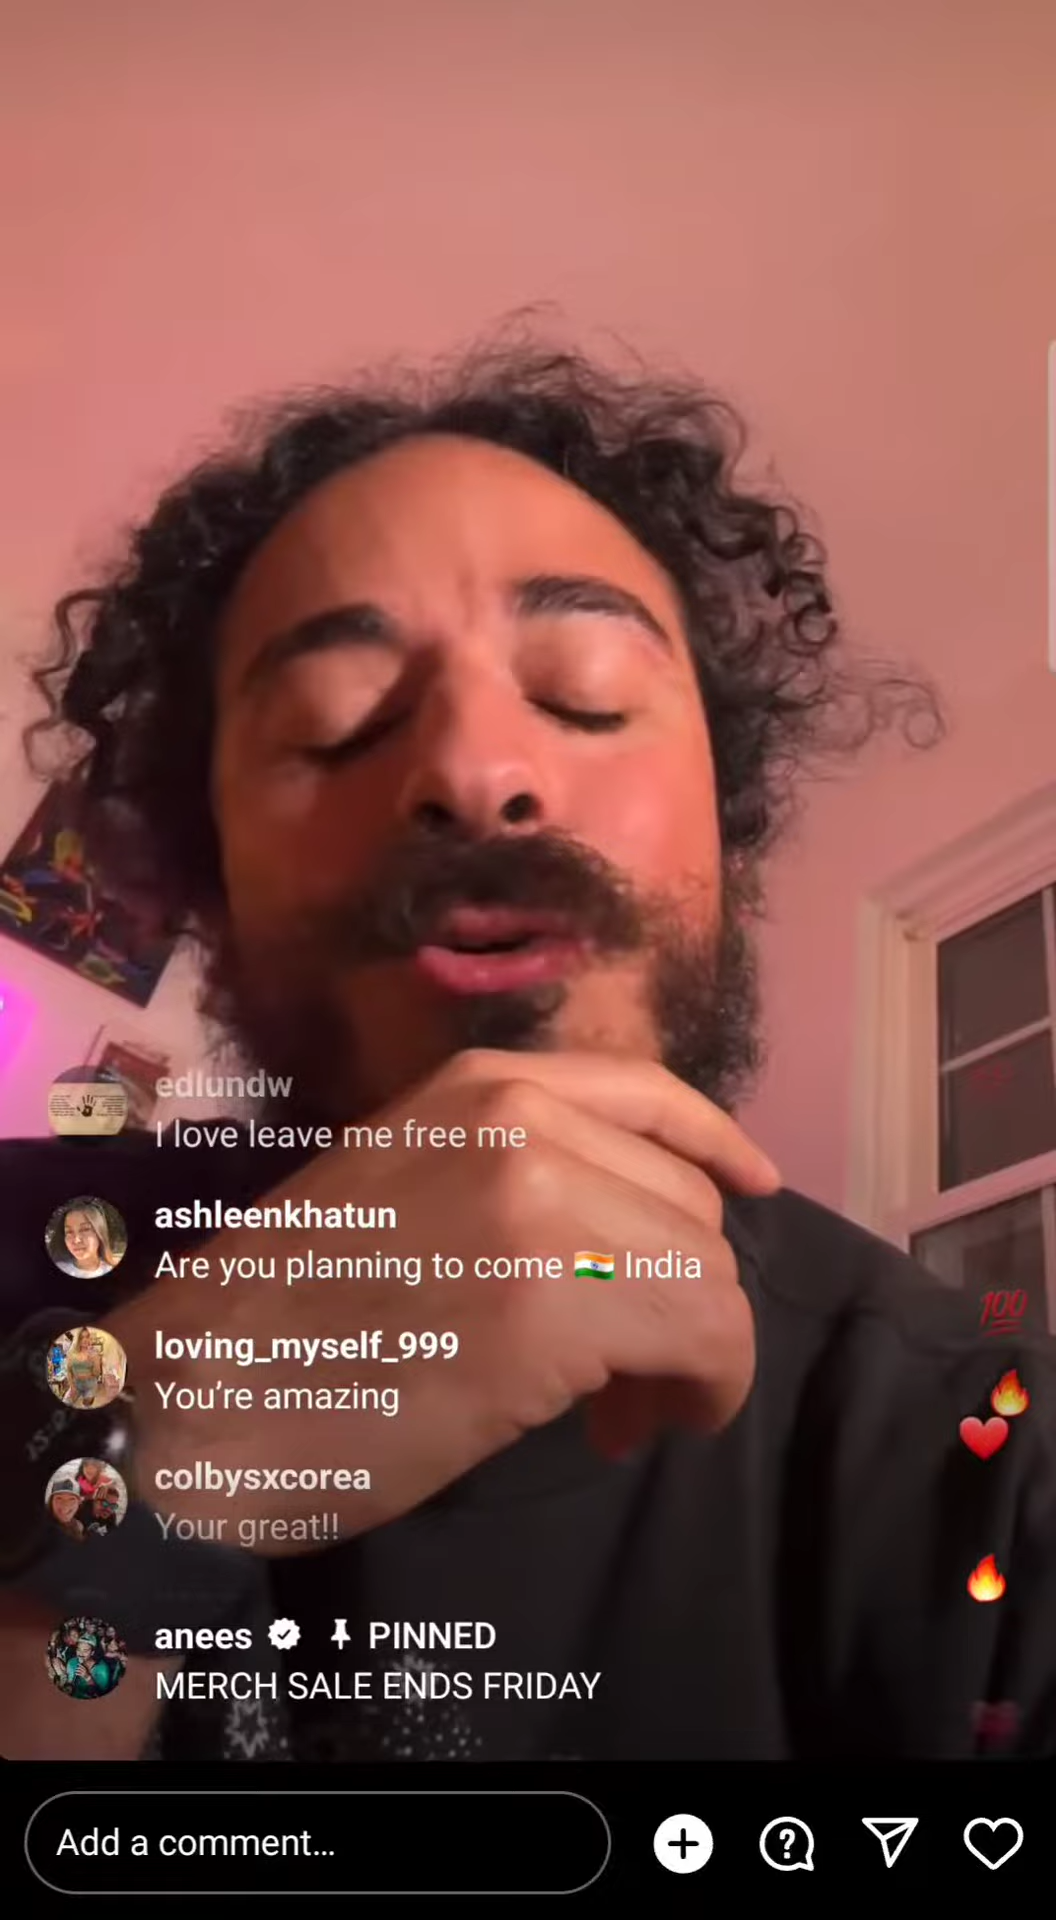 edlundw
I love leave me free me
ashleenkhatun
Are you planning to come 🇮🇳 India
loving_myself_999
You’re amazing
💯
colbysxcorea
Your great!!
anees PINNED
MERCH SALE ENDS FRIDAY
Add a comment...